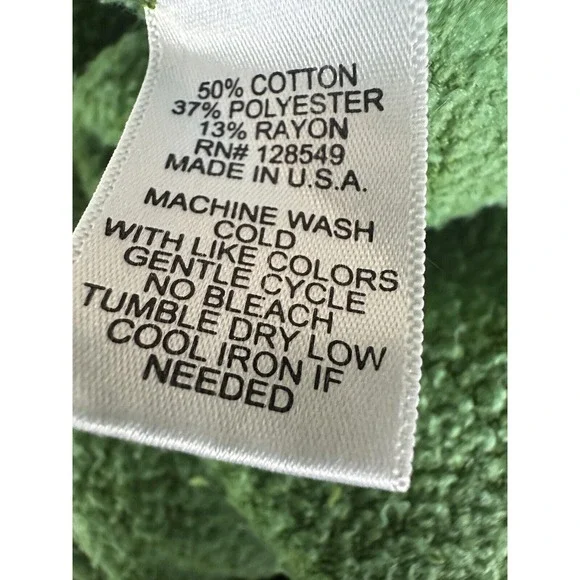 50% COTTON
37% POLYESTER
13% RAYON
RN# 128549
MADE IN U.S.A.
MACHINE WASH
COLD
WITH LIKE COLORS
GENTLE CYCLE
NO BLEACH
TUMBLE DRY LOW
COOL IRON IF
NEEDED